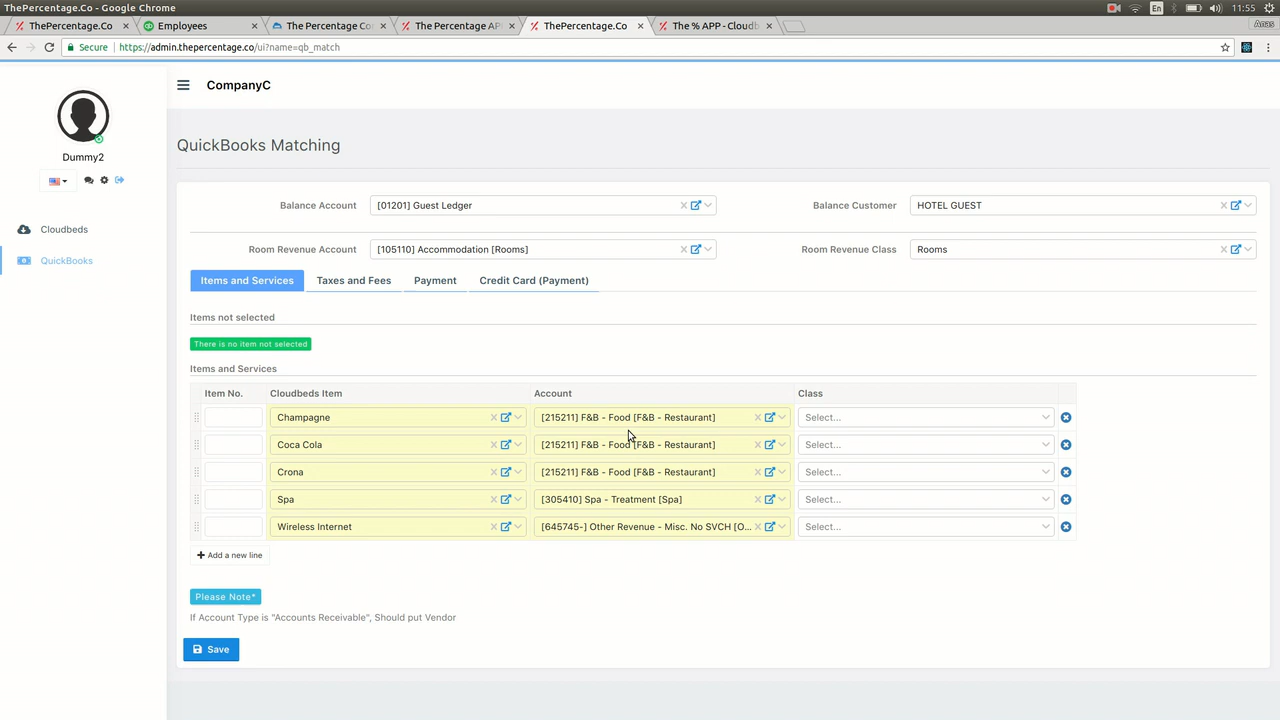 ThePercentage.Co - Google Chrome
En 11:55
ThePercentage.Co
Employees
The Percentage Co
The Percentage AP
ThePercentage.Co
The % APP - Cloudb
Anas
Secure https://admin.thepercentage.co/ui?name=qb_match
CompanyC
Dummy2
Cloudbeds
QuickBooks
QuickBooks Matching
Balance Account [01201] Guest Ledger Balance Customer HOTEL GUEST
Room Revenue Account [105110] Accommodation [Rooms] Room Revenue Class Rooms
Items and Services Taxes and Fees Payment Credit Card (Payment)
Items not selected
There is no item not selected
Items and Services
Item No. Cloudbeds Item Account Class
Champagne [215211] F&B - Food [F&B - Restaurant] Select...
Coca Cola [215211] F&B - Food [F&B - Restaurant] Select...
Crona [215211] F&B - Food [F&B - Restaurant] Select...
Spa [305410] Spa - Treatment [Spa] Select...
Wireless Internet [645745-] Other Revenue - Misc. No SVCH [O... Select...
Add a new line
Please Note*
If Account Type is "Accounts Receivable", Should put Vendor
Save